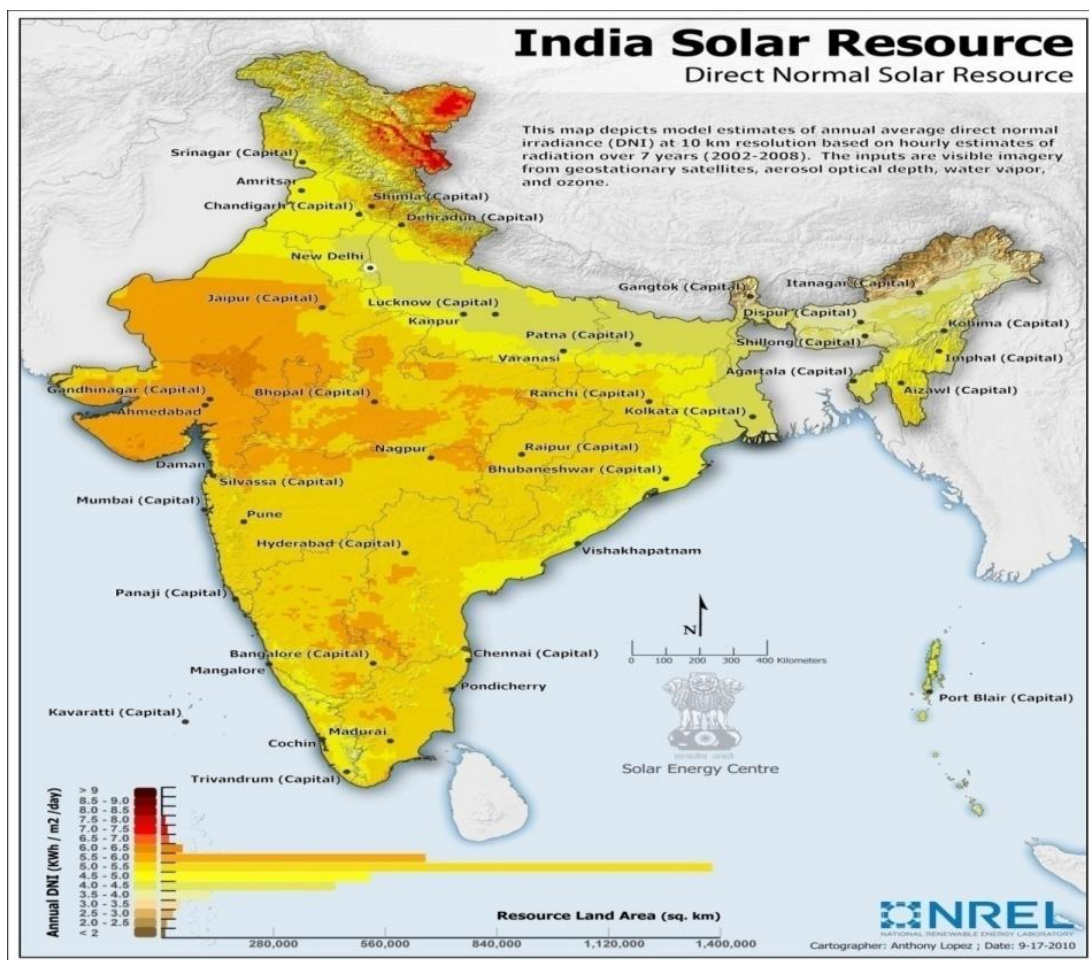 India Solar Resource
Direct Normal Solar Resource
This map depicts model estimates of annual average direct normal
irradiance (DNI) at 10 km resolution based on hourly estimates of
radiation over 7 years (2002-2008). The inputs are visible imagery
from geostationary satellites, aerosol optical depth, water vapor,
and ozone.
Srinagar (Capital)
Amritsar
Shimla (Capital)
Chandigarh (Capital)
Dehradun (Capital)
New Delhi
Gangtok (Capital)
Itanagar (Capital)
Jaipur (Capital)
Lucknow (Capital)
Dispur (Capital)
Kanpur
Kohima (Capital)
Patna (Capital)
Shillong (Capital)
Varanasi
Imphal (Capital)
Agartala (Capital)
Gandhinagar (Capital)
Bhopal (Capital)
Ranchi (Capital)
Aizawl (Capital)
Ahmedabad
Kolkata (Capital)
Nagpur
Raipur (Capital)
Daman
Bhubaneshwar (Capital)
Silvassa (Capital)
Mumbai (Capital)
Pune
Hyderabad (Capital)
Vishakhapatnam
Panaji (Capital)
N
Bangalore (Capital)
Chennai (Capital)
0 100 200 300 400 Kilometers
Mangalore
Pondicherry
Port Blair (Capital)
Kavaratti (Capital)
Madurai
Cochin
Solar Energy Centre
Trivandrum (Capital)
Annual DNI (KWh / m2 /day)
> 9
8.5 - 9.0
8.0 - 8.5
7.5 - 8.0
7.0 - 7.5
6.5 - 7.0
6.0 - 6.5
5.5 - 6.0
5.0 - 5.5
4.5 - 5.0
4.0 - 4.5
3.5 - 4.0
3.0 - 3.5
2.5 - 3.0
2.0 - 2.5
< 2
Resource Land Area (sq. km)
280,000 560,000 840,000 1,120,000 1,400,000
NREL
NATIONAL RENEWABLE ENERGY LABORATORY
Cartographer: Anthony Lopez ; Date: 9-17-2010